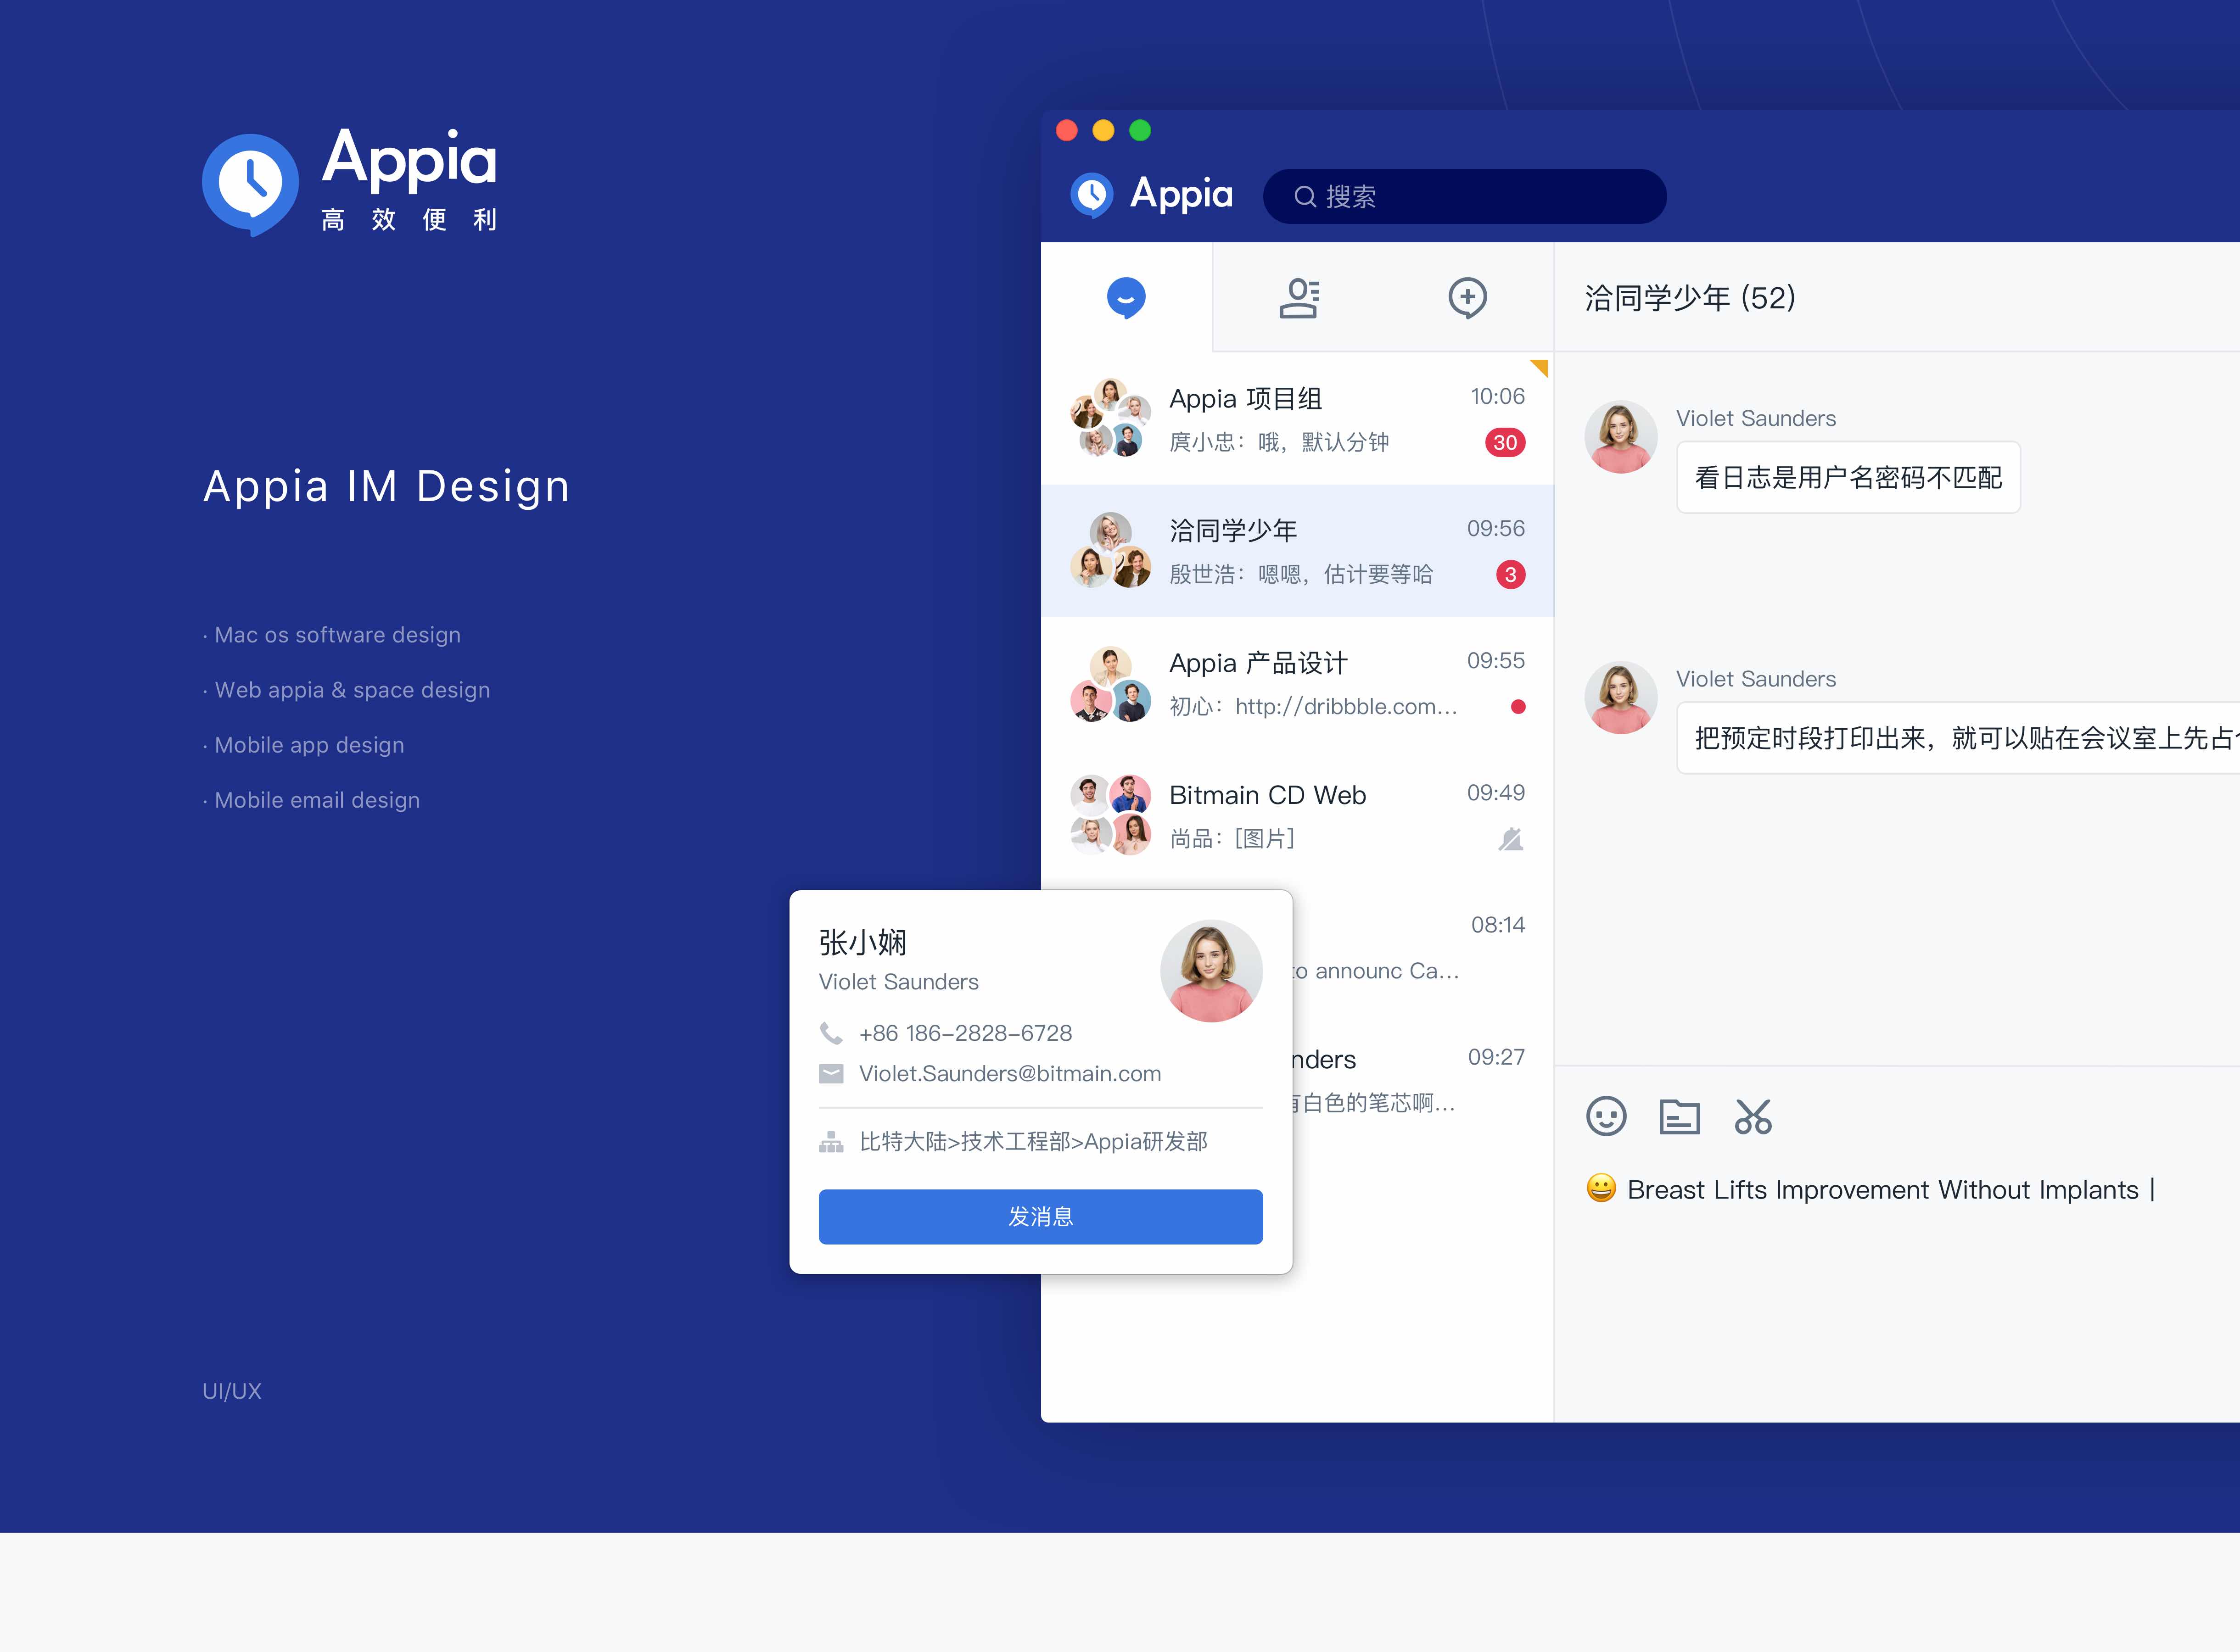 Appia
高效便利
Appia IM Design
· Mac os software design
· Web appia & space design
· Mobile app design
· Mobile email design
UI/UX
Appia
搜索
洽同学少年 (52)
Appia 项目组
10:06
庹小忠：哦，默认分钟
30
洽同学少年
09:56
殷世浩：嗯嗯，估计要等哈
3
Appia 产品设计
09:55
初心：http://dribbble.com...
Bitmain CD Web
09:49
尚品：[图片]
08:14
to announc Ca...
nders
09:27
有白色的笔芯啊...
张小娴
Violet Saunders
+86 186-2828-6728
Violet.Saunders@bitmain.com
比特大陆>技术工程部>Appia研发部
发消息
Violet Saunders
看日志是用户名密码不匹配
Violet Saunders
把预定时段打印出来，就可以贴在会议室上先占
😀 Breast Lifts Improvement Without Implants |